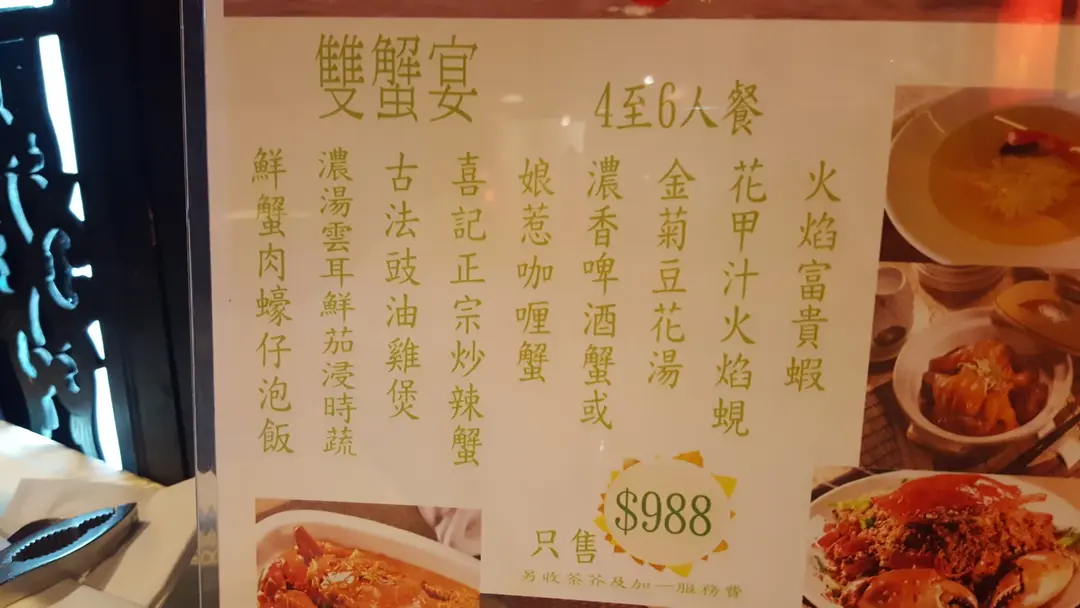 雙蟹宴
4至6人餐
火焰富貴蝦
花甲汁火焰蜆
金菊豆花湯
濃香啤酒蟹或
娘惹咖喱蟹
喜記正宗炒辣蟹
古法豉油雞煲
濃湯雲耳鮮茄浸時蔬
鮮蟹肉蠔仔泡飯
只售
$988
另收茶芥及加一服務費